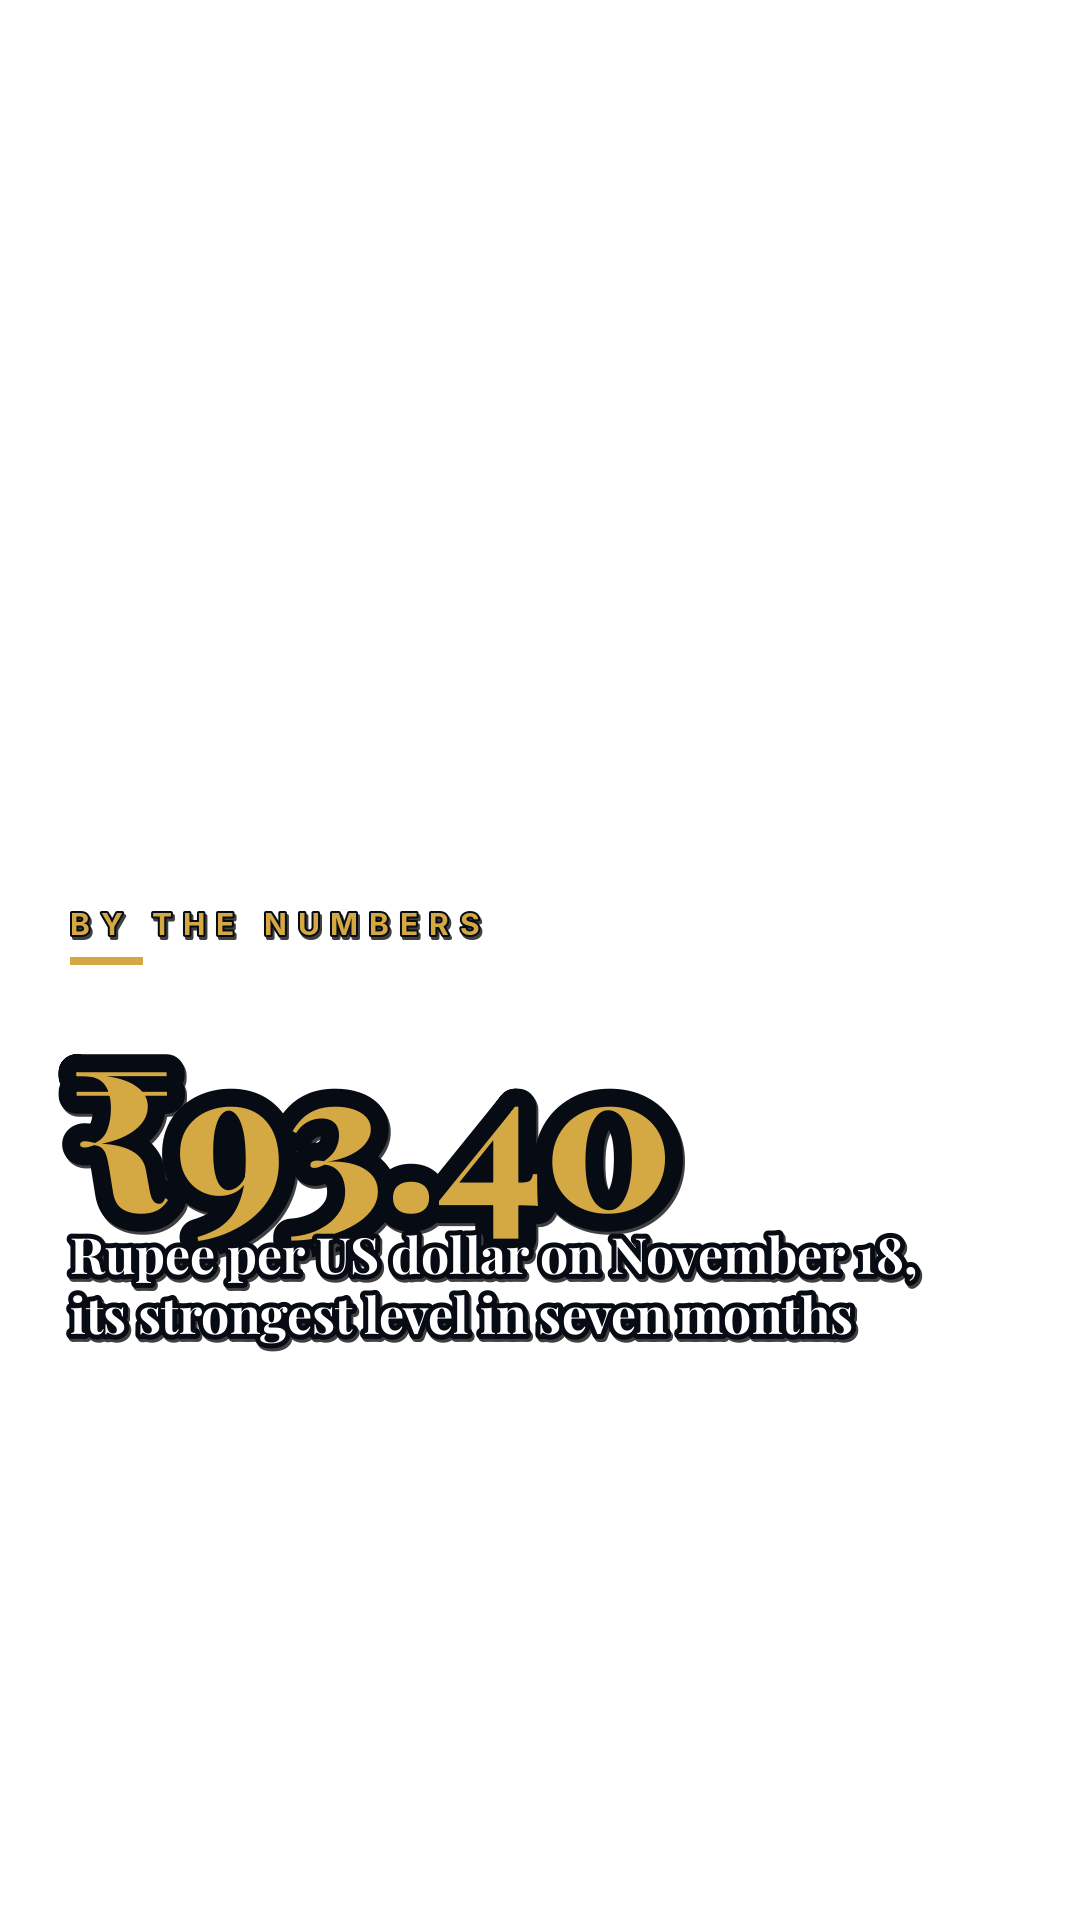 BY THE NUMBERS
₹93.40
Rupee per US dollar on November 18,
its strongest level in seven months